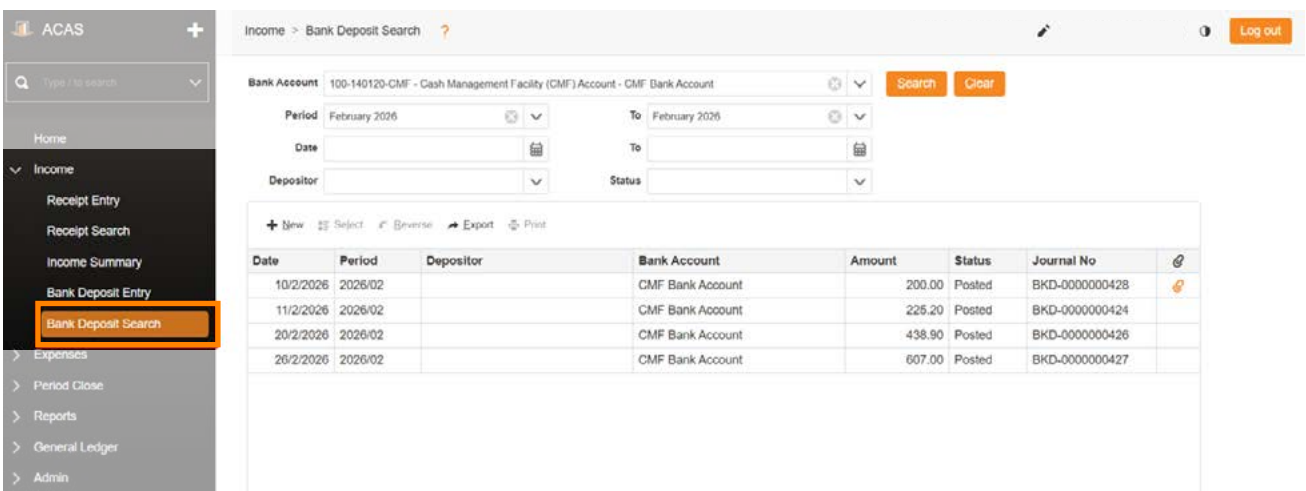 ACAS +
Income > Bank Deposit Search ?
Log out
Type / to search
Bank Account 100-140120-CMF - Cash Management Facility (CMF) Account - CMF Bank Account Search Clear
Period February 2026 To February 2026
Date To
Depositor Status
Home
Income
Receipt Entry
Receipt Search
Income Summary
Bank Deposit Entry
Bank Deposit Search
Expenses
Period Close
Reports
General Ledger
Admin
+ New Select Reverse Export Print
Date Period Depositor Bank Account Amount Status Journal No
10/2/2026 2026/02 CMF Bank Account 200.00 Posted BKD-0000000428
11/2/2026 2026/02 CMF Bank Account 225.20 Posted BKD-0000000424
20/2/2026 2026/02 CMF Bank Account 438.90 Posted BKD-0000000426
26/2/2026 2026/02 CMF Bank Account 607.00 Posted BKD-0000000427